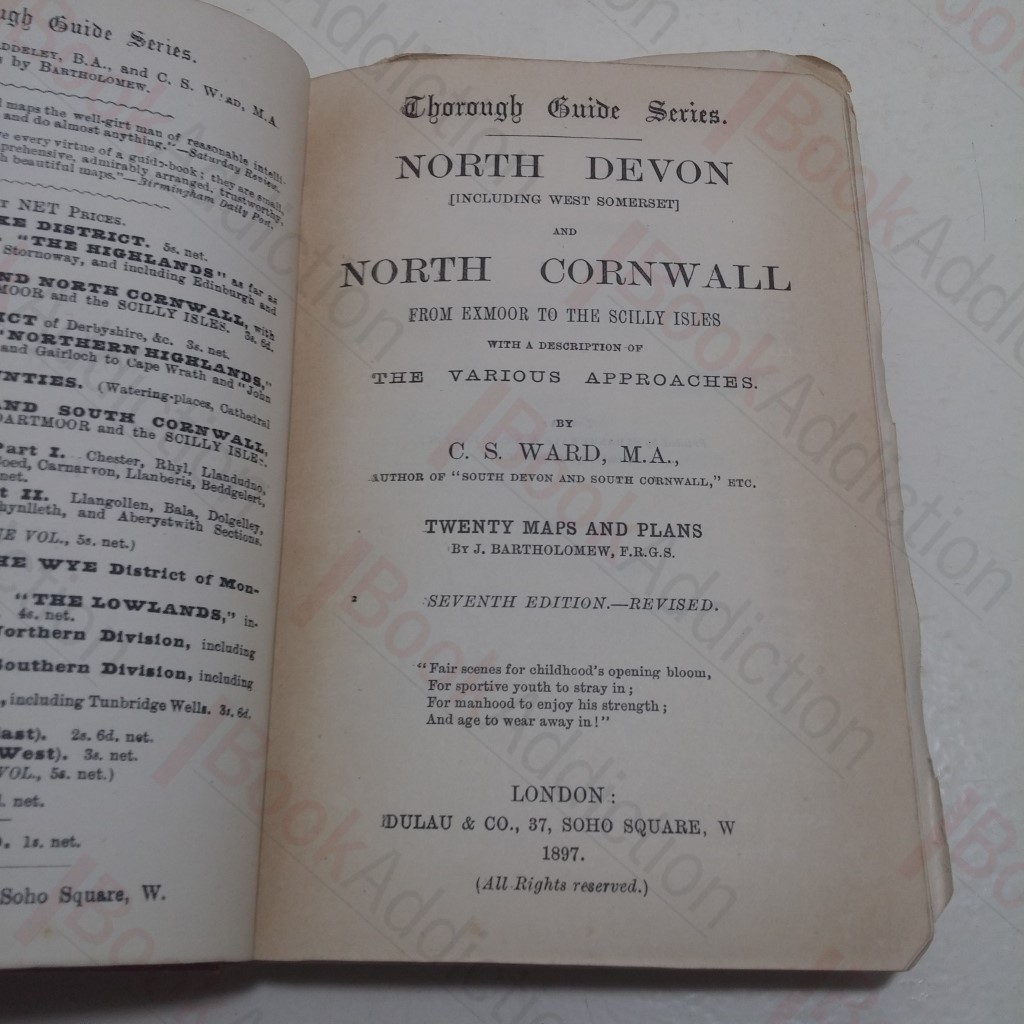 ugh Guide Series.
ADDELEY, B.A., and C. S. WARD, M.A
s by BARTHOLOMEW.
l maps the well-girt man of reasonable intelli-
and do almost anything."—Saturday Review.
ve every virtue of a guide-book; they are small,
prehensive, admirably arranged, trustworthy,
h beautiful maps."—Birmingham Daily Post.
NET PRICES.
KE DISTRICT. 5s. net.
"THE HIGHLANDS" as far as
Stornoway, and including Edinburgh and
ND NORTH CORNWALL, with
MOOR and the SCILLY ISLES. 3s. 6d.
ICT of Derbyshire, &c. 3s. net.
"NORTHERN HIGHLANDS,"
and Gairloch to Cape Wrath and "John
UNTIES. (Watering-places, Cathedral
AND SOUTH CORNWALL,
DARTMOOR and the SCILLY ISLES.
Part I. Chester, Rhyl, Llandudno,
oed, Carnarvon, Llanberis, Beddgelert,
net.
t II. Llangollen, Bala, Dolgelley,
hynlleth, and Aberystwith Sections.
NE VOL., 5s. net.)
HE WYE District of Mon-
"THE LOWLANDS," in-
4s. net.
Northern Division, including
Southern Division, including
, including Tunbridge Wells. 3s. 6d.
East). 2s. 6d. net.
West). 3s. net.
VOL., 5s. net.)
. net.
). 1s. net.
Soho Square, W.
Thorough Guide Series.
NORTH DEVON
[INCLUDING WEST SOMERSET]
AND
NORTH CORNWALL
FROM EXMOOR TO THE SCILLY ISLES
WITH A DESCRIPTION OF
THE VARIOUS APPROACHES.
BY
C. S. WARD, M.A.,
AUTHOR OF "SOUTH DEVON AND SOUTH CORNWALL," ETC.
TWENTY MAPS AND PLANS
BY J. BARTHOLOMEW, F.R.G.S.
SEVENTH EDITION.—REVISED.
"Fair scenes for childhood's opening bloom,
For sportive youth to stray in;
For manhood to enjoy his strength;
And age to wear away in!"
LONDON:
DULAU & CO., 37, SOHO SQUARE, W
1897.
(All Rights reserved.)
BookAddiction